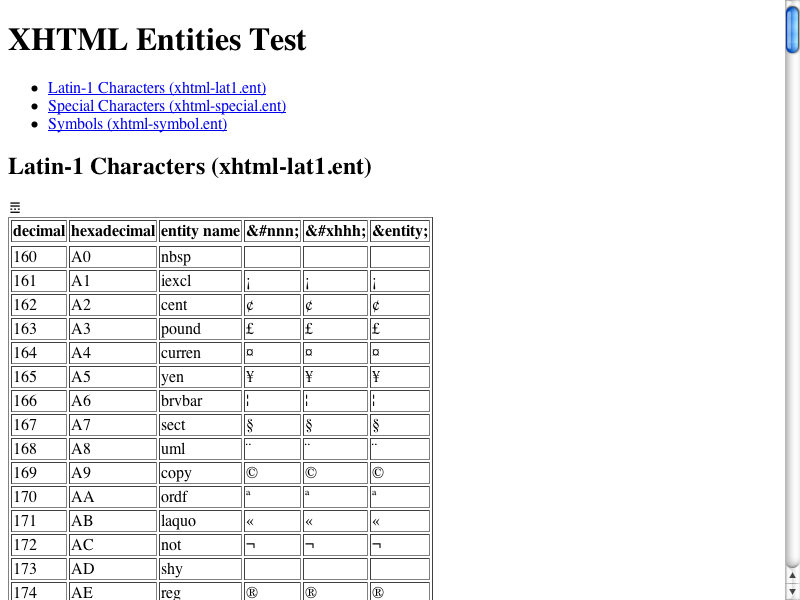 XHTML Entities Test
Latin-1 Characters (xhtml-lat1.ent)
Special Characters (xhtml-special.ent)
Symbols (xhtml-symbol.ent)
Latin-1 Characters (xhtml-lat1.ent)
decimal hexadecimal entity name &#nnn; &#xhhh; &entity;
160 A0 nbsp
161 A1 iexcl ¡ ¡ ¡
162 A2 cent ¢ ¢ ¢
163 A3 pound £ £ £
164 A4 curren ¤ ¤ ¤
165 A5 yen ¥ ¥ ¥
166 A6 brvbar ¦ ¦ ¦
167 A7 sect § § §
168 A8 uml ¨ ¨ ¨
169 A9 copy © © ©
170 AA ordf ª ª ª
171 AB laquo « « «
172 AC not ¬ ¬ ¬
173 AD shy
174 AE reg ® ® ®